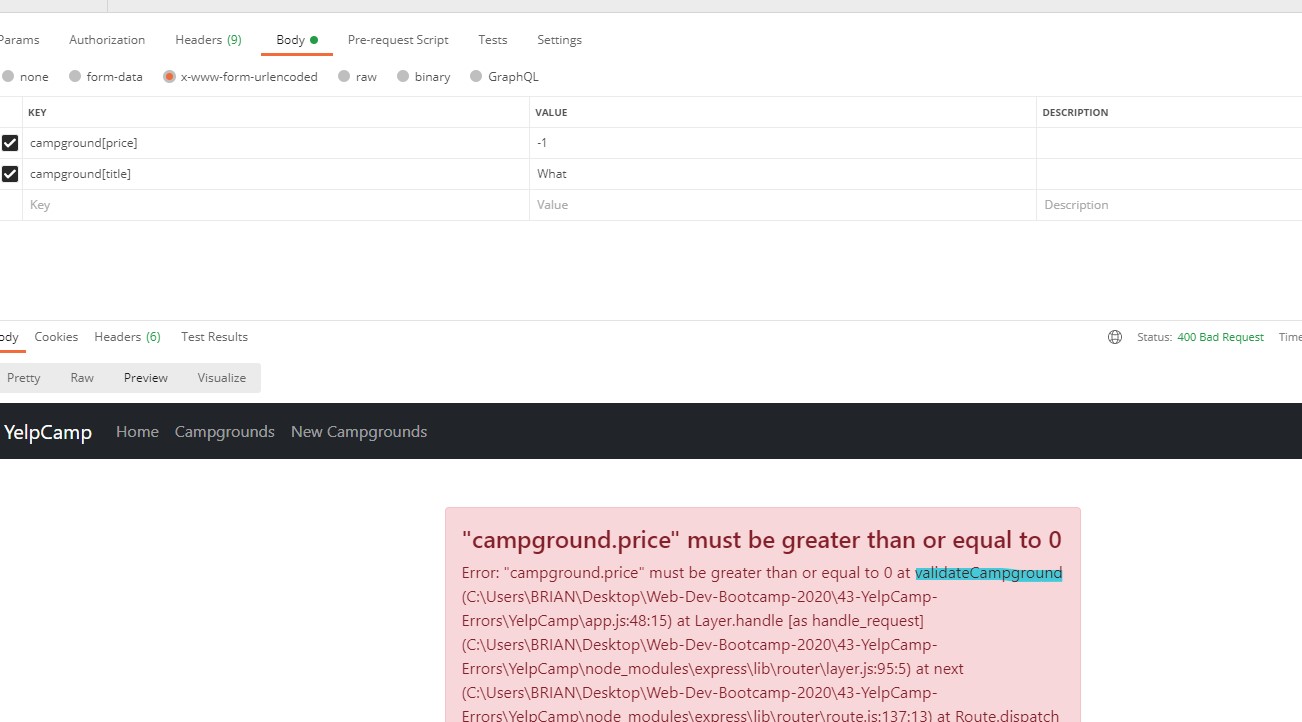 Params Authorization Headers (9) Body Pre-request Script Tests Settings
none form-data x-www-form-urlencoded raw binary GraphQL
KEY VALUE DESCRIPTION
campground[price] -1
campground[title] What
Key Value Description
ody Cookies Headers (6) Test Results Status: 400 Bad Request Time
Pretty Raw Preview Visualize
YelpCamp Home Campgrounds New Campgrounds
"campground.price" must be greater than or equal to 0
Error: "campground.price" must be greater than or equal to 0 at validateCampground
(C:\Users\BRIAN\Desktop\Web-Dev-Bootcamp-2020\43-YelpCamp-
Errors\YelpCamp\app.js:48:15) at Layer.handle [as handle_request]
(C:\Users\BRIAN\Desktop\Web-Dev-Bootcamp-2020\43-YelpCamp-
Errors\YelpCamp\node_modules\express\lib\router\layer.js:95:5) at next
(C:\Users\BRIAN\Desktop\Web-Dev-Bootcamp-2020\43-YelpCamp-
Errors\YelpCamp\node_modules\express\lib\router\route.js:137:13) at Route.dispatch